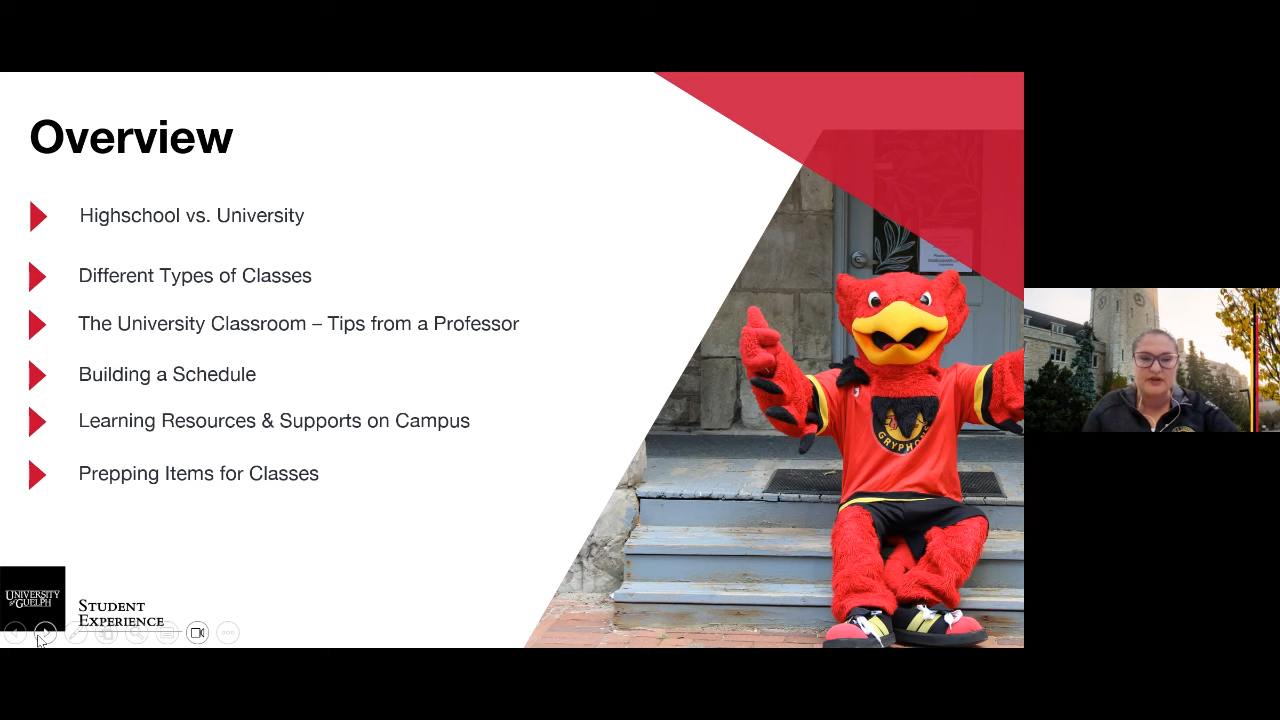 Overview
Highschool vs. University
Different Types of Classes
The University Classroom – Tips from a Professor
Building a Schedule
Learning Resources & Supports on Campus
Prepping Items for Classes
GRYPHONS
UNIVERSITY
of GUELPH
STUDENT
EXPERIENCE